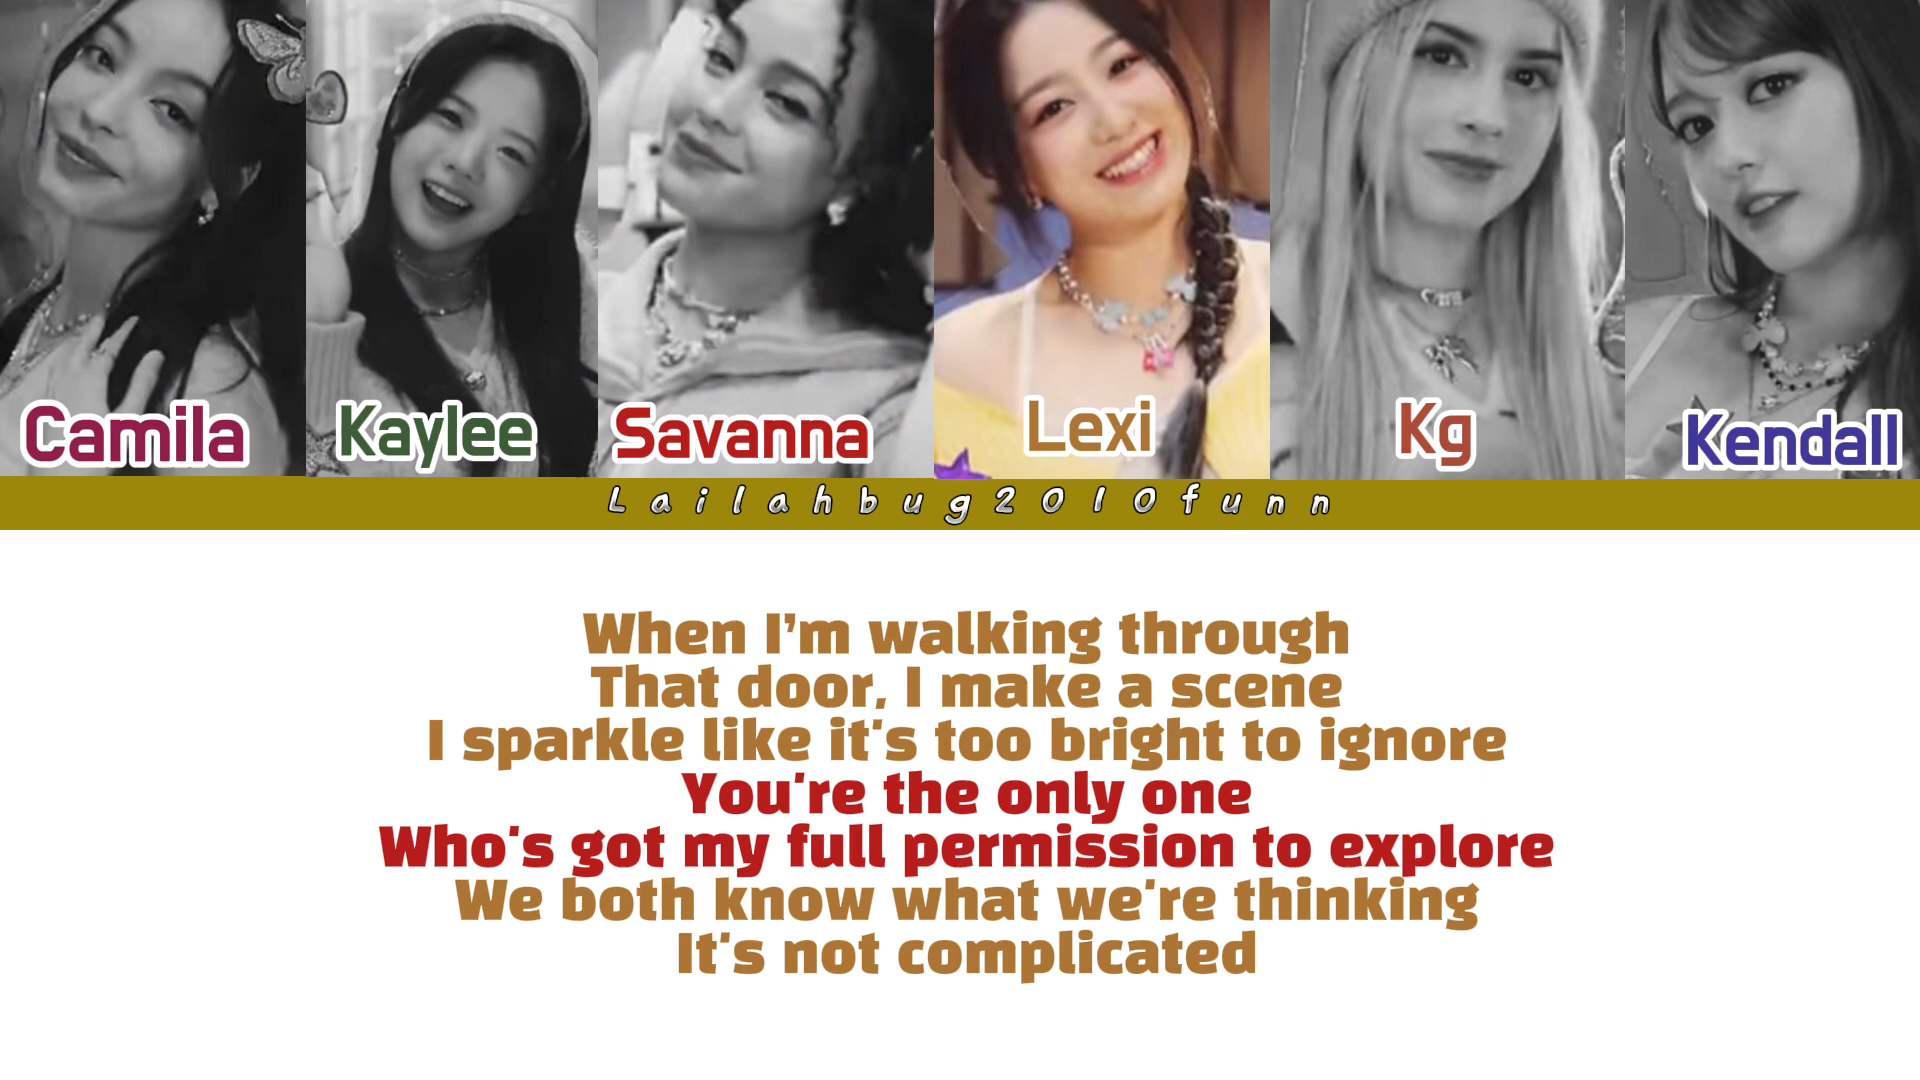 Camila
Kaylee
Savanna
Lexi
Kg
Kendall
Lailahbug2010funn
When I’m walking through
That door, I make a scene
I sparkle like it's too bright to ignore
You're the only one
Who's got my full permission to explore
We both know what we're thinking
It's not complicated